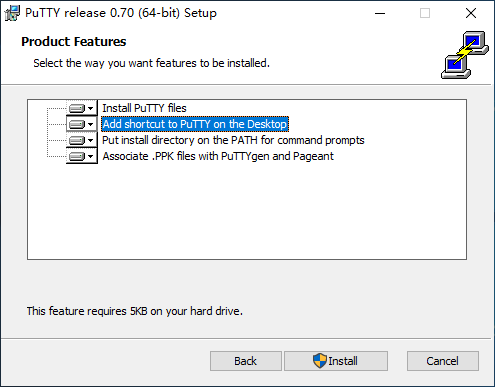 PuTTY release 0.70 (64-bit) Setup
Product Features
Select the way you want features to be installed.
Install PuTTY files
Add shortcut to PuTTY on the Desktop
Put install directory on the PATH for command prompts
Associate .PPK files with PuTTYgen and Pageant
This feature requires 5KB on your hard drive.
Back
Install
Cancel